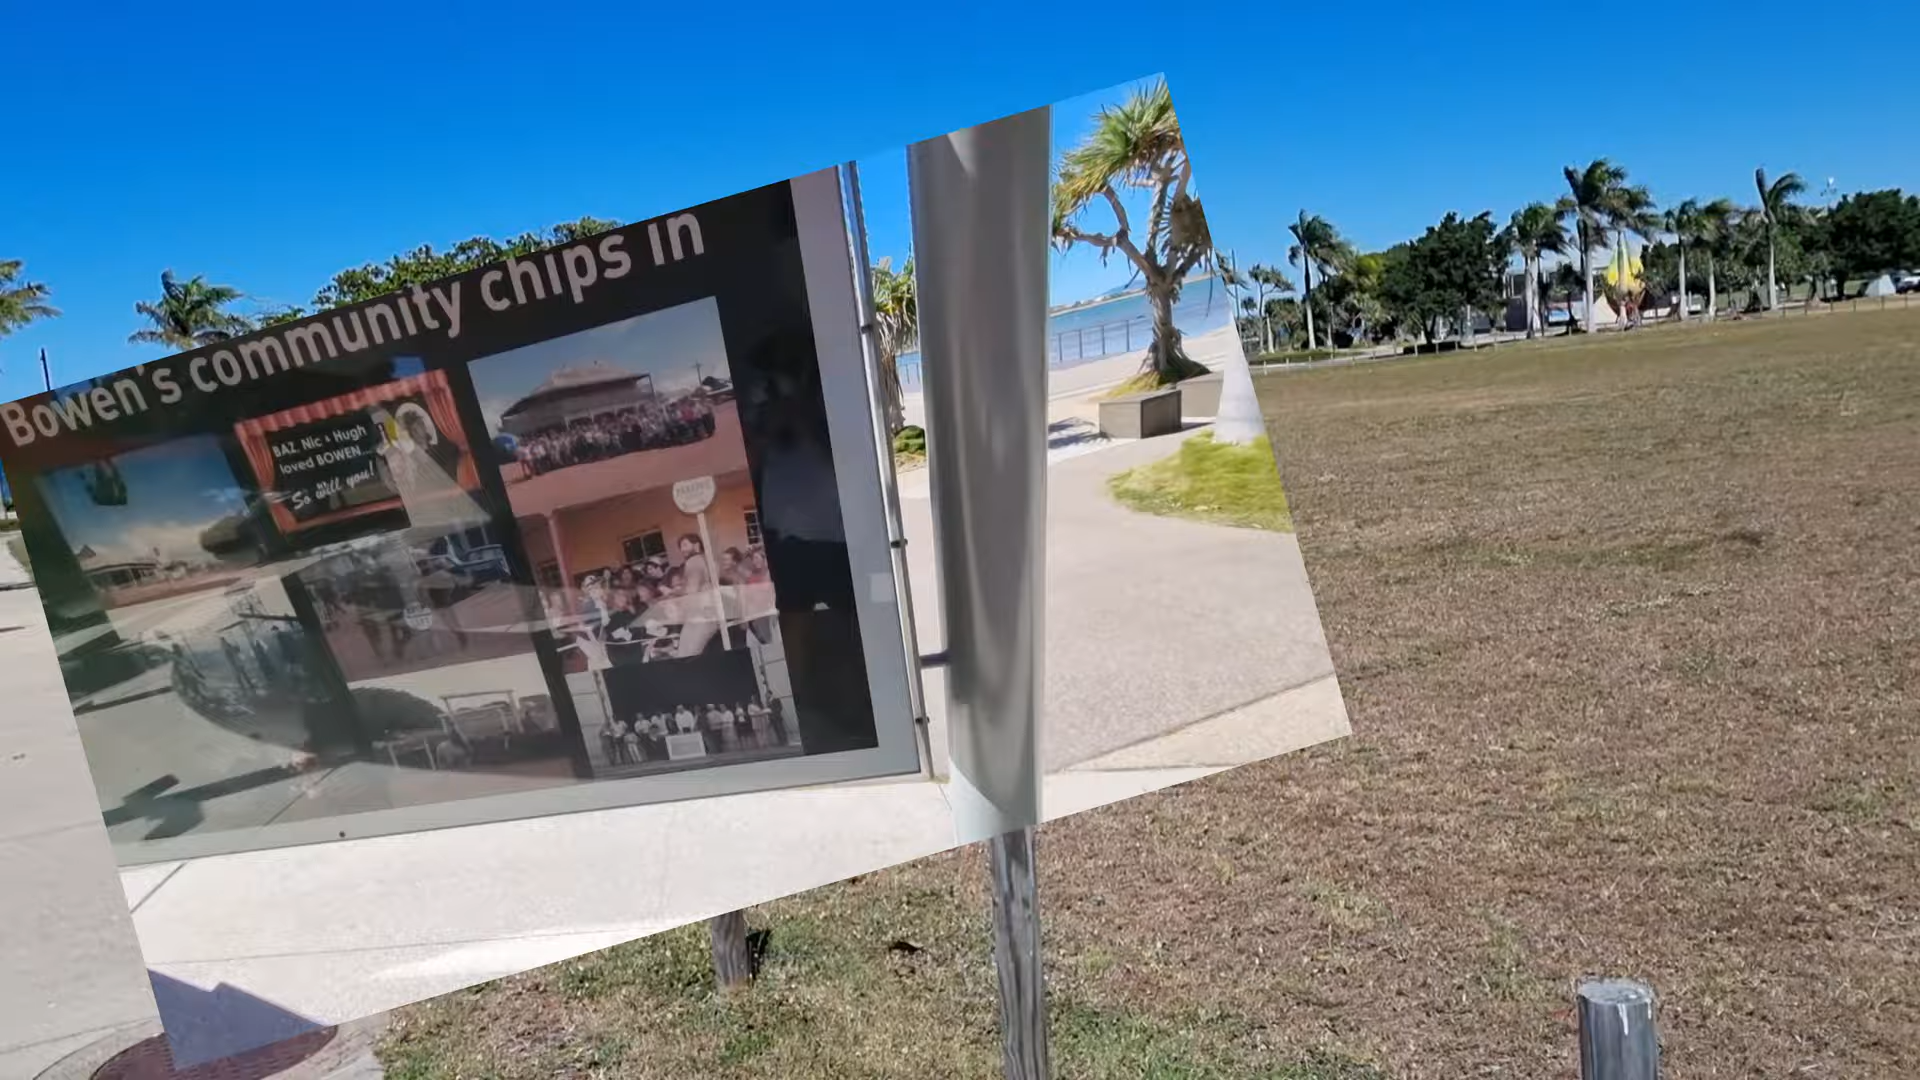 Bowen's community chips in
BAZ, Nic & Hugh
loved BOWEN...
So will you!